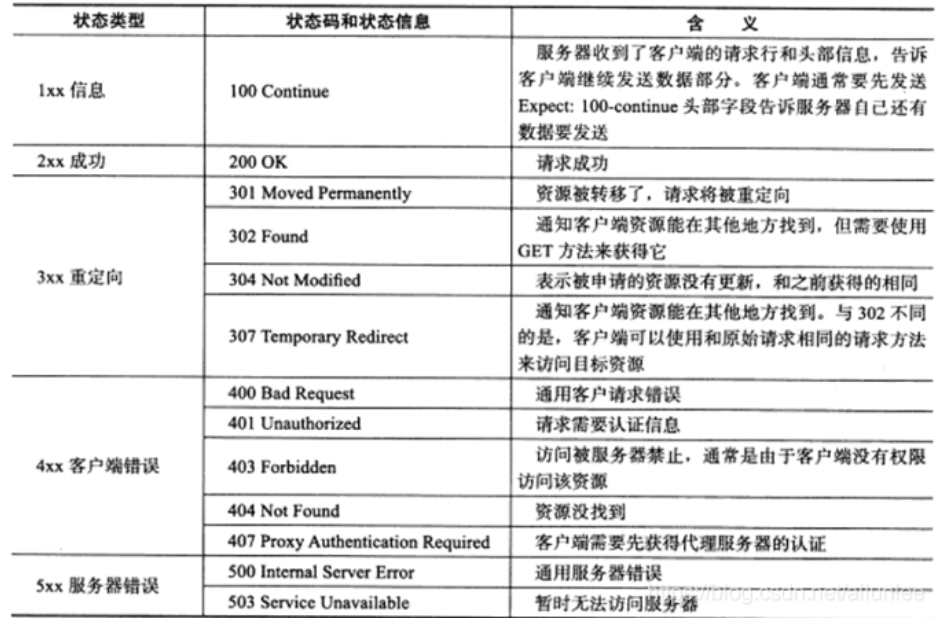 状态类型 状态码和状态信息 含 义
1xx 信息 100 Continue 服务器收到了客户端的请求行和头部信息，告诉
客户端继续发送数据部分。客户端通常要先发送
Expect: 100-continue 头部字段告诉服务器自己还有
数据要发送
2xx 成功 200 OK 请求成功
3xx 重定向 301 Moved Permanently 资源被转移了，请求将被重定向
302 Found 通知客户端资源能在其他地方找到，但需要使用
GET 方法来获得它
304 Not Modified 表示被申请的资源没有更新，和之前获得的相同
307 Temporary Redirect 通知客户端资源能在其他地方找到。与 302 不同
的是，客户端可以使用和原始请求相同的请求方法
来访问目标资源
4xx 客户端错误 400 Bad Request 通用客户请求错误
401 Unauthorized 请求需要认证信息
403 Forbidden 访问被服务器禁止，通常是由于客户端没有权限
访问该资源
404 Not Found 资源没找到
407 Proxy Authentication Required 客户端需要先获得代理服务器的认证
5xx 服务器错误 500 Internal Server Error 通用服务器错误
503 Service Unavailable 暂时无法访问服务器